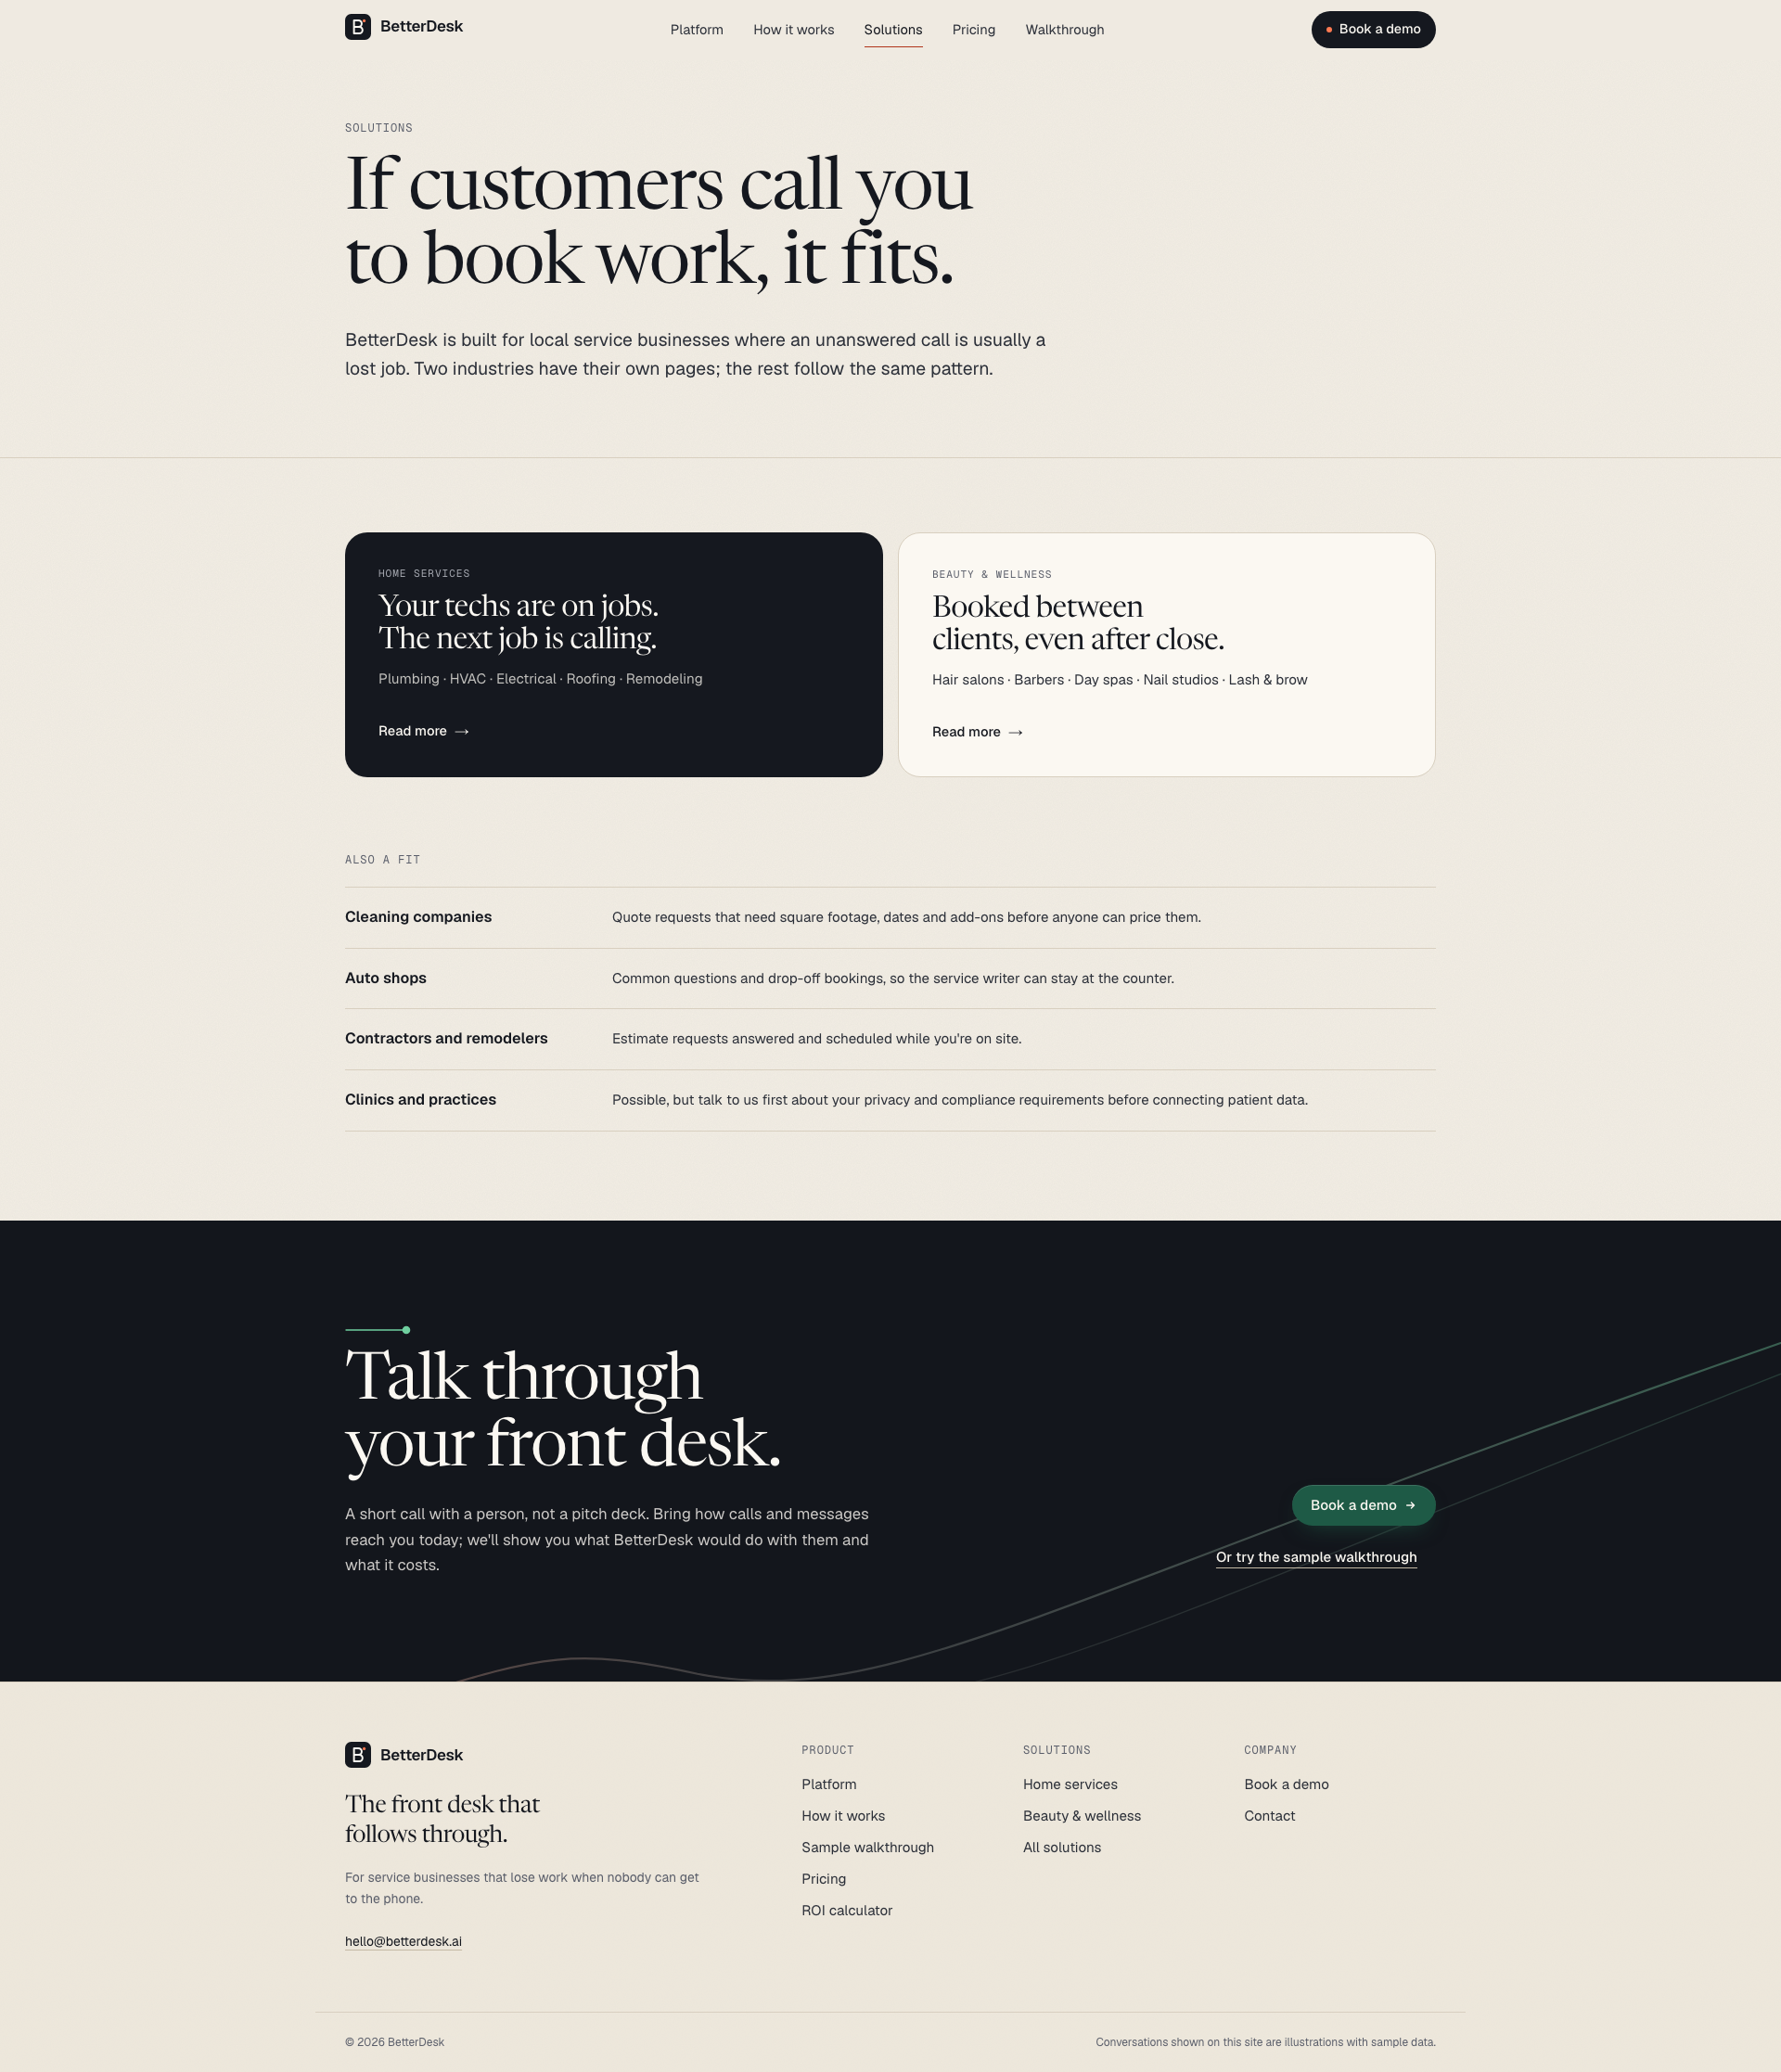 BetterDesk
Platform
How it works
Solutions
Pricing
Walkthrough
Book a demo
SOLUTIONS
If customers call you
to book work, it fits.
BetterDesk is built for local service businesses where an unanswered call is usually a
lost job. Two industries have their own pages; the rest follow the same pattern.
HOME SERVICES
Your techs are on jobs.
The next job is calling.
Plumbing · HVAC · Electrical · Roofing · Remodeling
Read more →
BEAUTY & WELLNESS
Booked between
clients, even after close.
Hair salons · Barbers · Day spas · Nail studios · Lash & brow
Read more →
ALSO A FIT
Cleaning companies
Quote requests that need square footage, dates and add-ons before anyone can price them.
Auto shops
Common questions and drop-off bookings, so the service writer can stay at the counter.
Contractors and remodelers
Estimate requests answered and scheduled while you're on site.
Clinics and practices
Possible, but talk to us first about your privacy and compliance requirements before connecting patient data.
Talk through
your front desk.
A short call with a person, not a pitch deck. Bring how calls and messages
reach you today; we'll show you what BetterDesk would do with them and
what it costs.
Book a demo →
Or try the sample walkthrough
BetterDesk
The front desk that
follows through.
For service businesses that lose work when nobody can get
to the phone.
hello@betterdesk.ai
PRODUCT
Platform
How it works
Sample walkthrough
Pricing
ROI calculator
SOLUTIONS
Home services
Beauty & wellness
All solutions
COMPANY
Book a demo
Contact
© 2026 BetterDesk
Conversations shown on this site are illustrations with sample data.